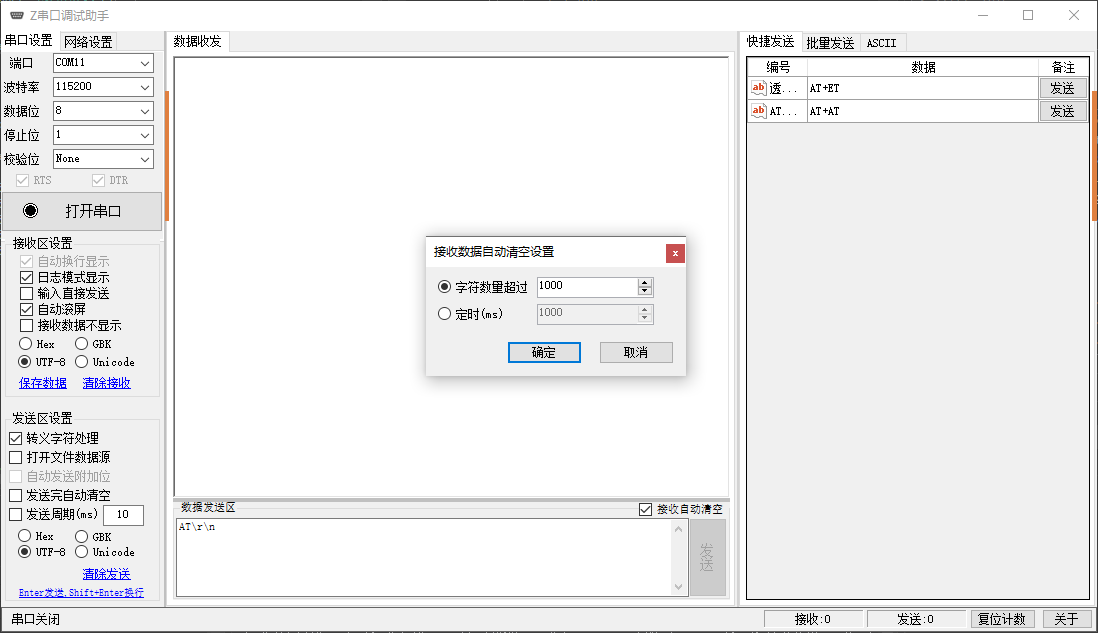 Z串口调试助手
串口设置 网络设置
端口 COM11
波特率 115200
数据位 8
停止位 1
校验位 None
RTS DTR
打开串口
接收区设置
自动换行显示
日志模式显示
输入直接发送
自动滚屏
接收数据不显示
Hex GBK
UTF-8 Unicode
保存数据 清除接收
发送区设置
转义字符处理
打开文件数据源
自动发送附加位
发送完自动清空
发送周期(ms) 10
Hex GBK
UTF-8 Unicode
清除发送
Enter发送,Shift+Enter换行
数据收发
接收数据自动清空设置 x
字符数量超过 1000
定时(ms) 1000
确定 取消
数据发送区 接收自动清空
AT\r\n
发送
快捷发送 批量发送 ASCII
编号 数据 备注
ab 透... AT+ET 发送
ab AT... AT+AT 发送
串口关闭 接收:0 发送:0 复位计数 关于